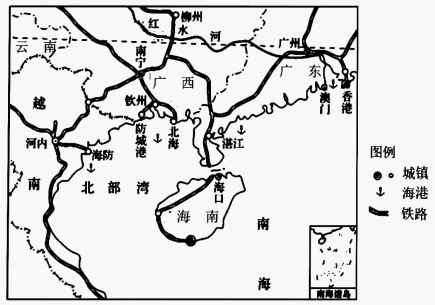 柳州
红
水
河
云南
广州
南宁
广西
广东
越
钦州
澳门
香港
防城港
北海
湛江
河内
海防
南
北部湾
海口
海南
南
海
南海诸岛
图例
城镇
海港
铁路